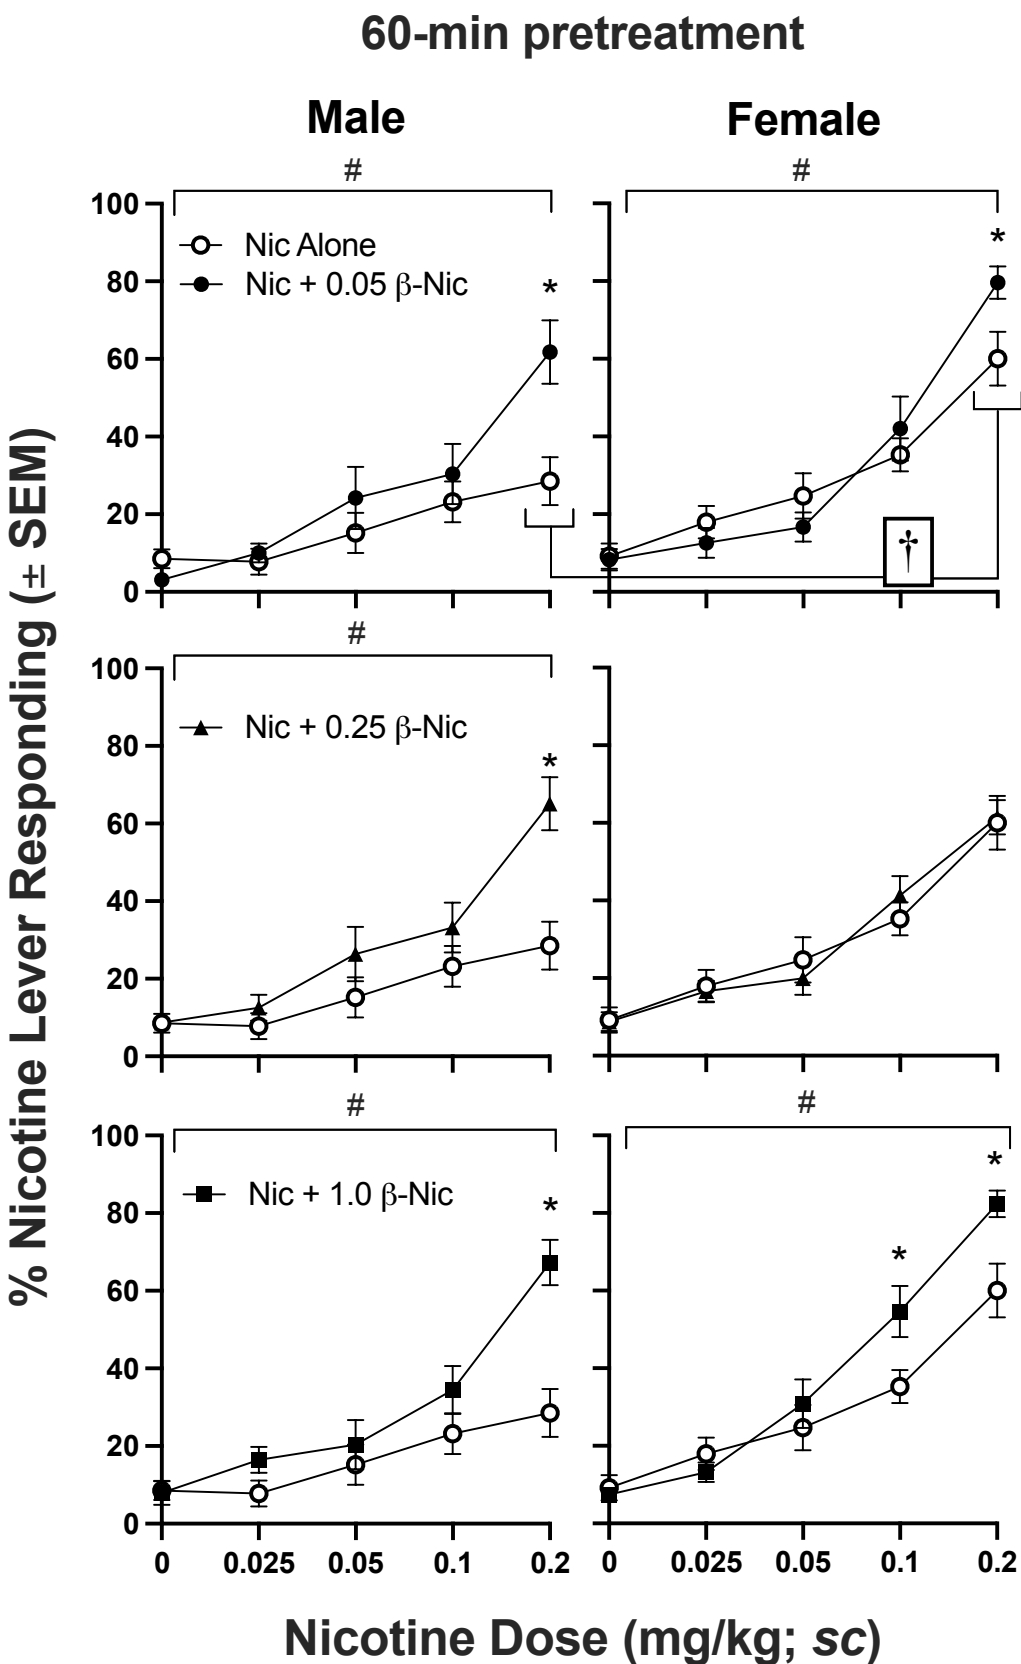 60-min pretreatment
Male
Female
#
#
100
80
60
40
20
0
Nic Alone
Nic + 0.05 β-Nic
*
*
†
#
100
80
60
40
20
0
Nic + 0.25 β-Nic
*
#
#
100
80
60
40
20
0
Nic + 1.0 β-Nic
*
*
*
0 0.025 0.05 0.1 0.2
0 0.025 0.05 0.1 0.2
% Nicotine Lever Responding (± SEM)
Nicotine Dose (mg/kg; sc)